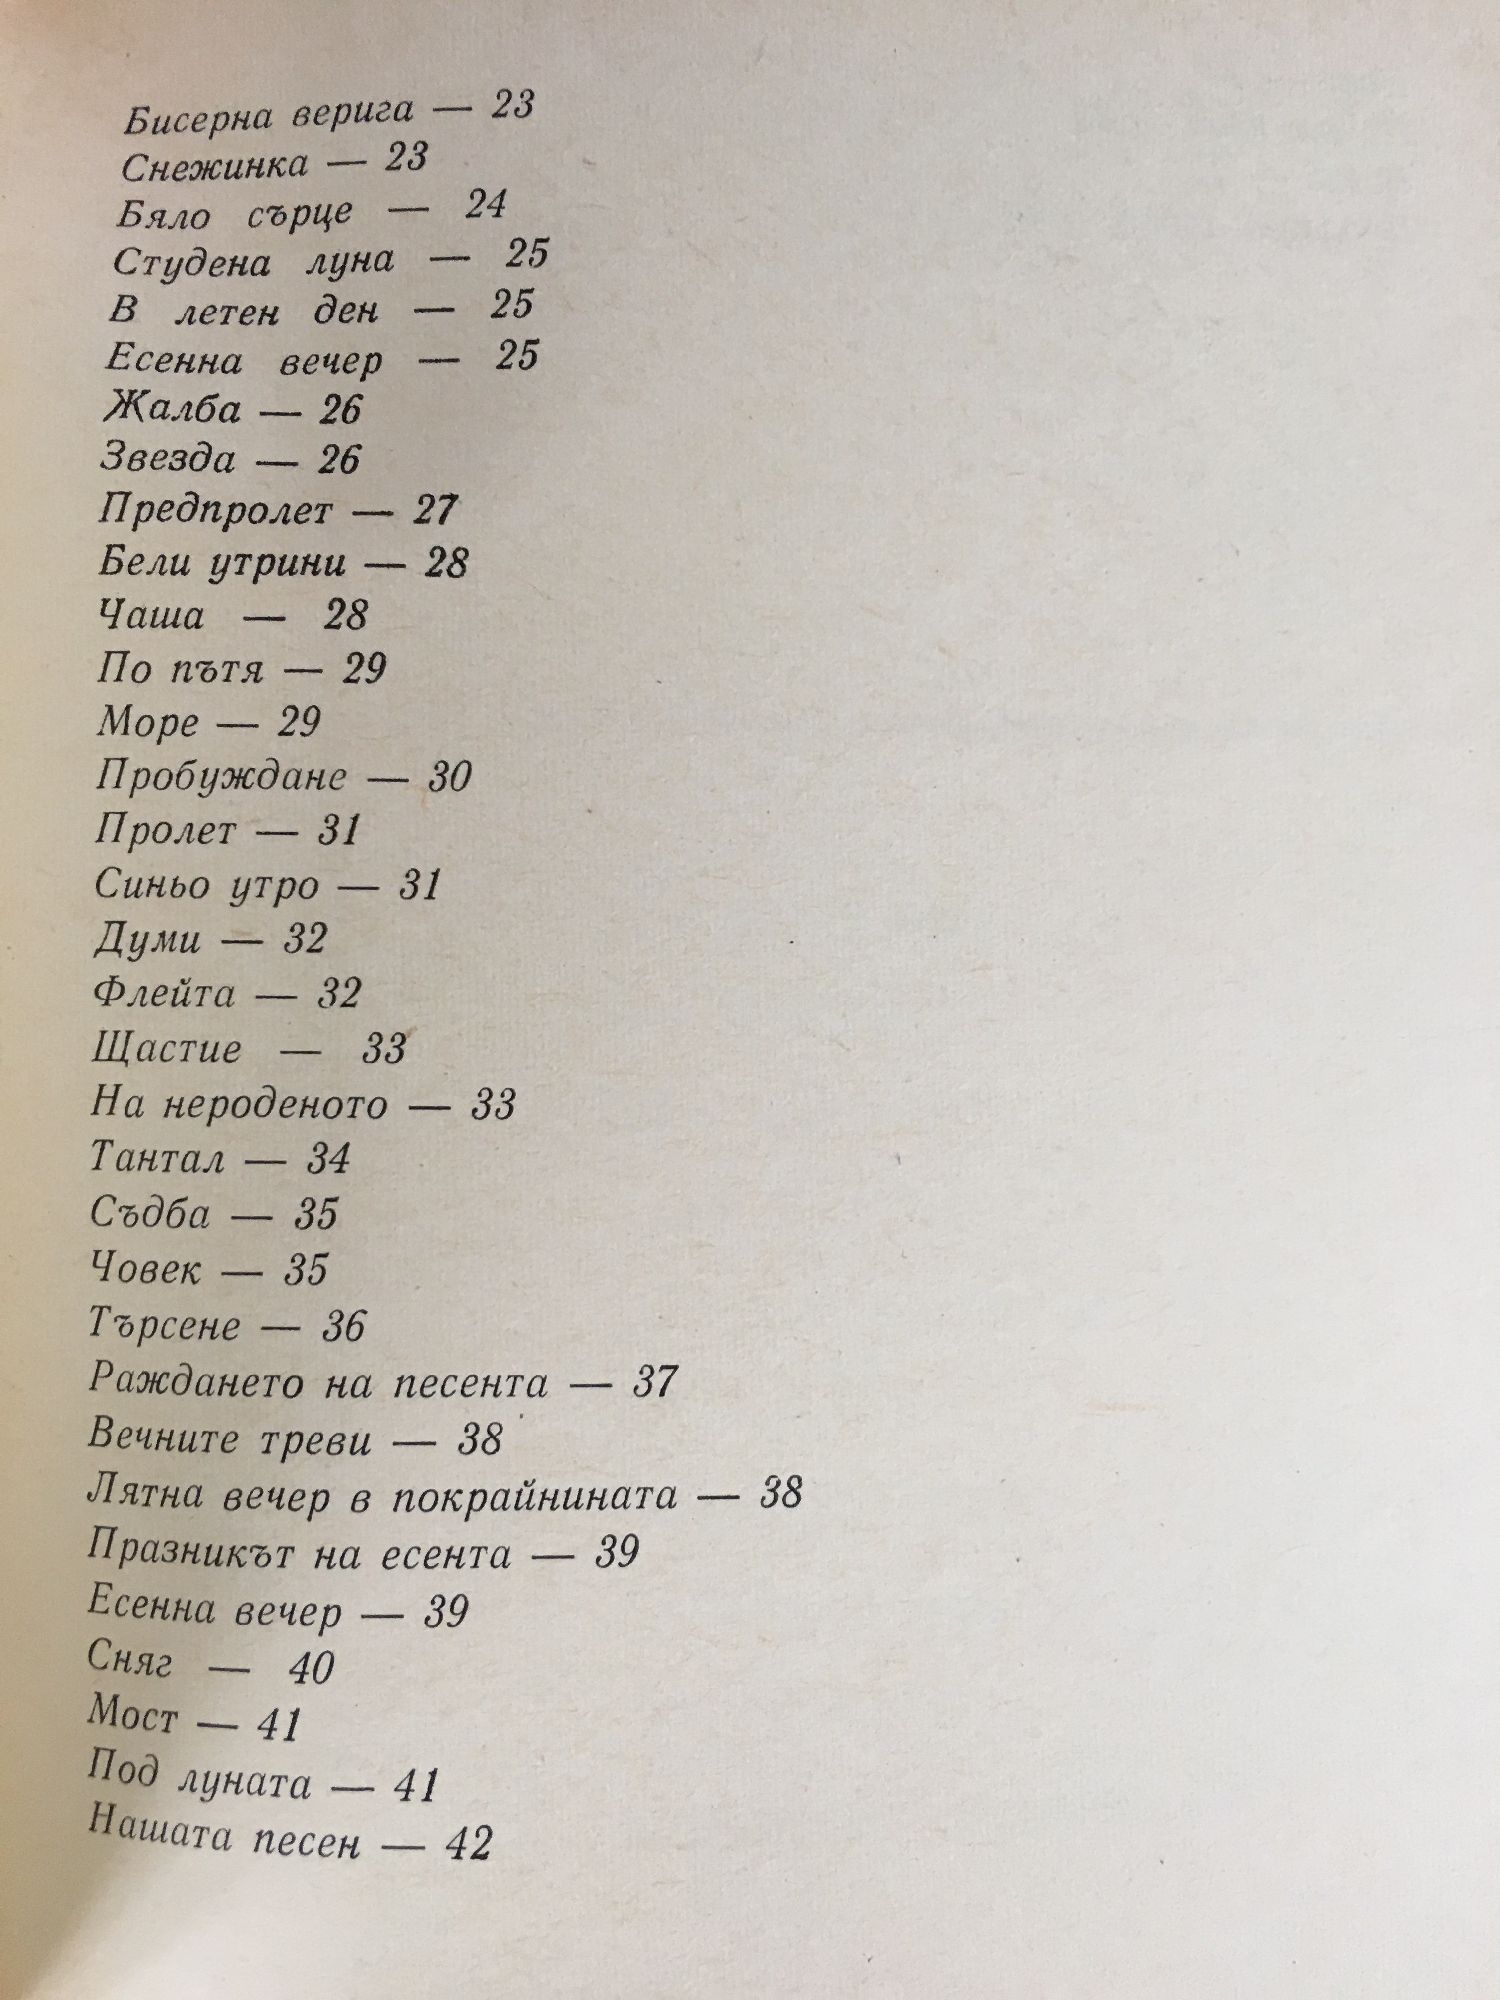 Бисерна верига — 23
Снежинка — 23
Бяло сърце — 24
Студена луна — 25
В летен ден — 25
Есенна вечер — 25
Жалба — 26
Звезда — 26
Предпролет — 27
Бели утрини — 28
Чаша — 28
По пътя — 29
Море — 29
Пробуждане — 30
Пролет — 31
Синьо утро — 31
Думи — 32
Флейта — 32
Щастие — 33
На нероденото — 33
Тантал — 34
Съдба — 35
Човек — 35
Търсене — 36
Раждането на песента — 37
Вечните треви — 38
Лятна вечер в покрайнината — 38
Празникът на есента — 39
Есенна вечер — 39
Сняг — 40
Мост — 41
Под луната — 41
Нашата песен — 42